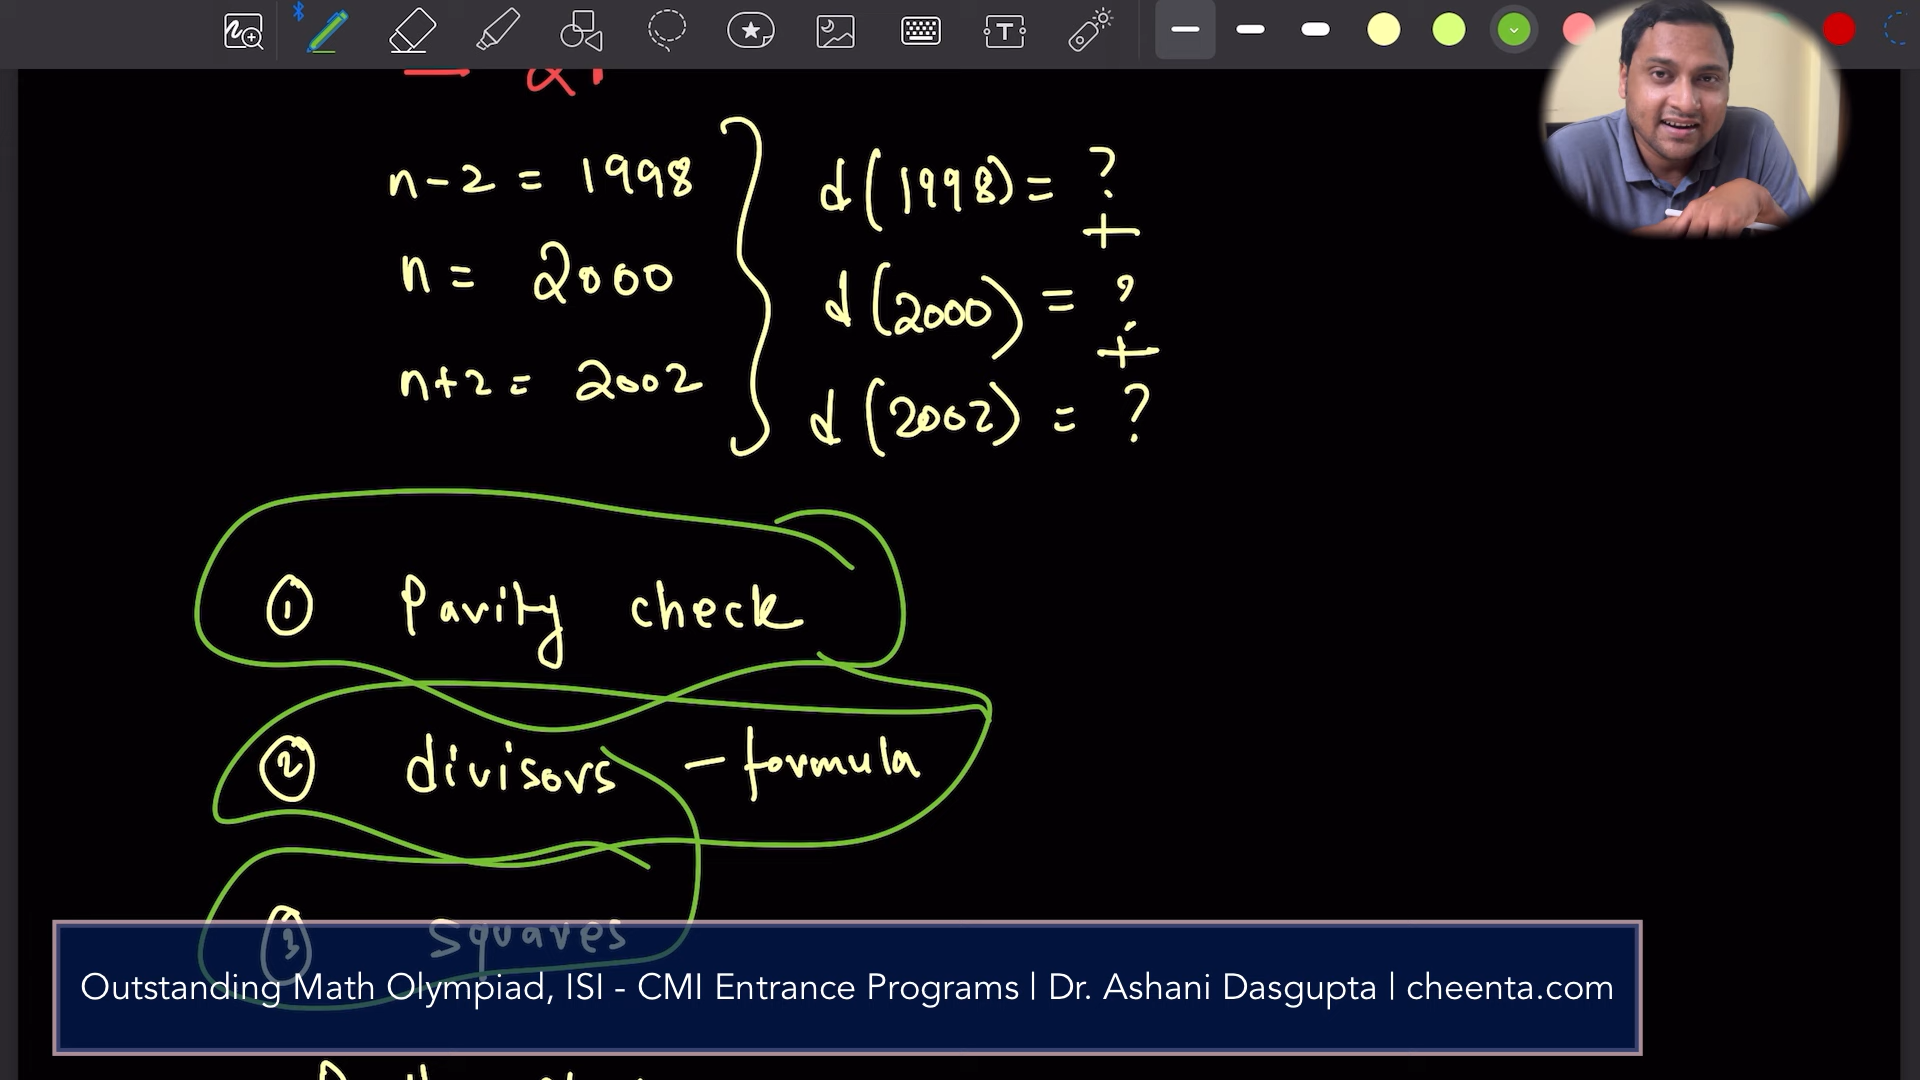 n-2 = 1998
n = 2000
n+2 = 2002
d(1998) = ?
+
d(2000) = ?
+
d(2002) = ?
① Parity check
② divisors - formula
③ squares
Outstanding Math Olympiad, ISI - CMI Entrance Programs | Dr. Ashani Dasgupta | cheenta.com